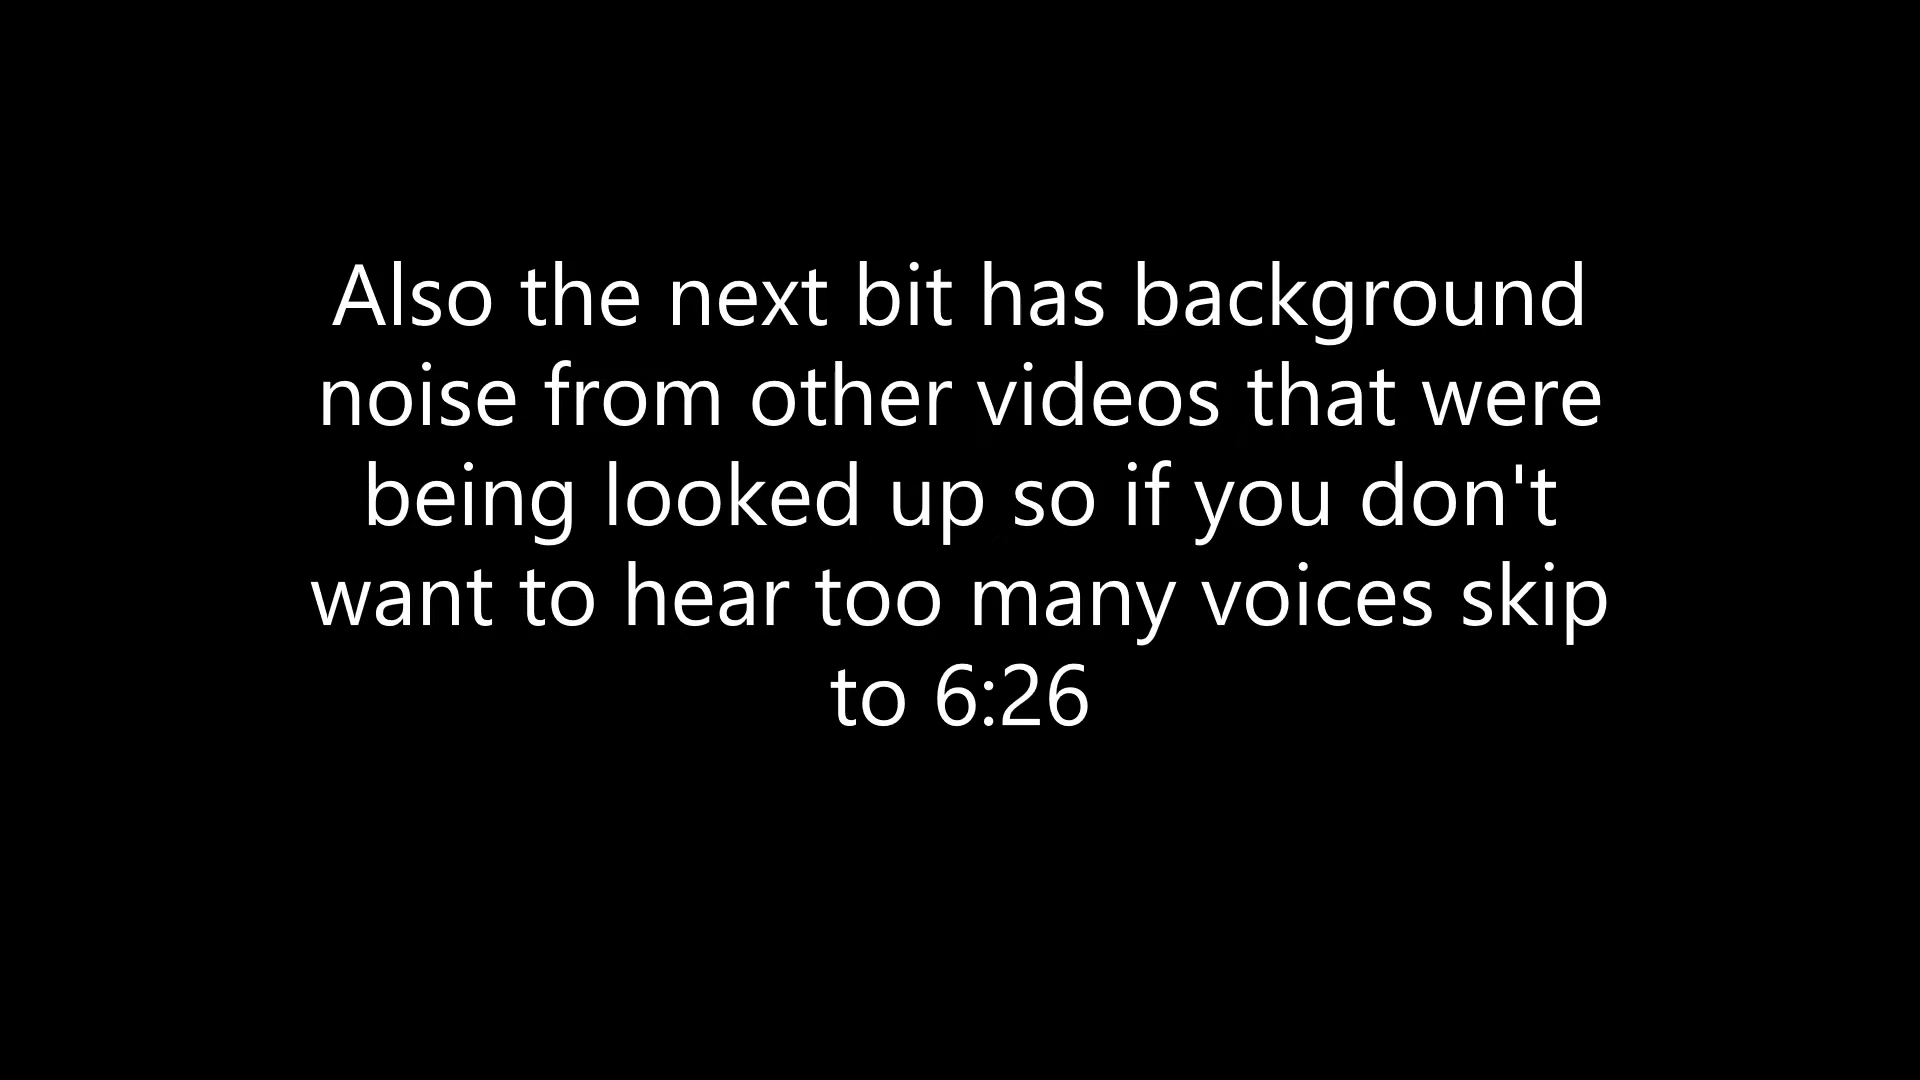 Also the next bit has background
noise from other videos that were
being looked up so if you don't
want to hear too many voices skip
to 6:26